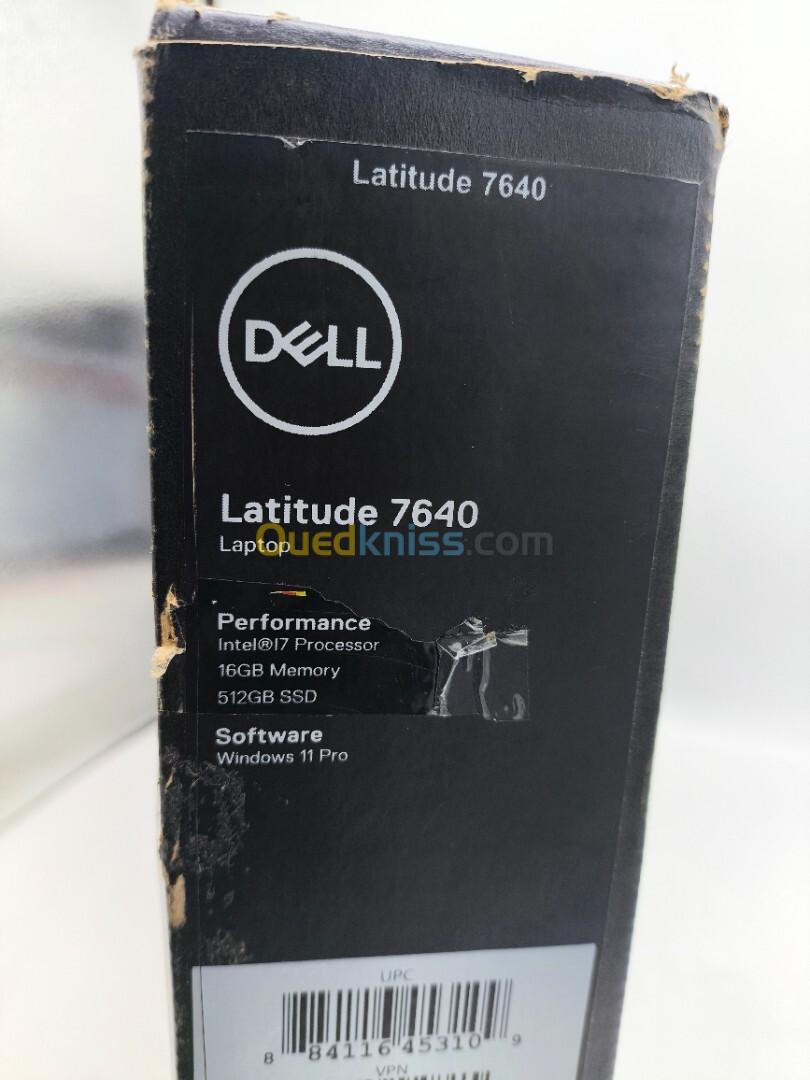 Latitude 7640
DELL
Latitude 7640
Laptop
Ouedkniss.com
Performance
Intel®I7 Processor
16GB Memory
512GB SSD
Software
Windows 11 Pro
UPC
8 84116 45310 9
VPN